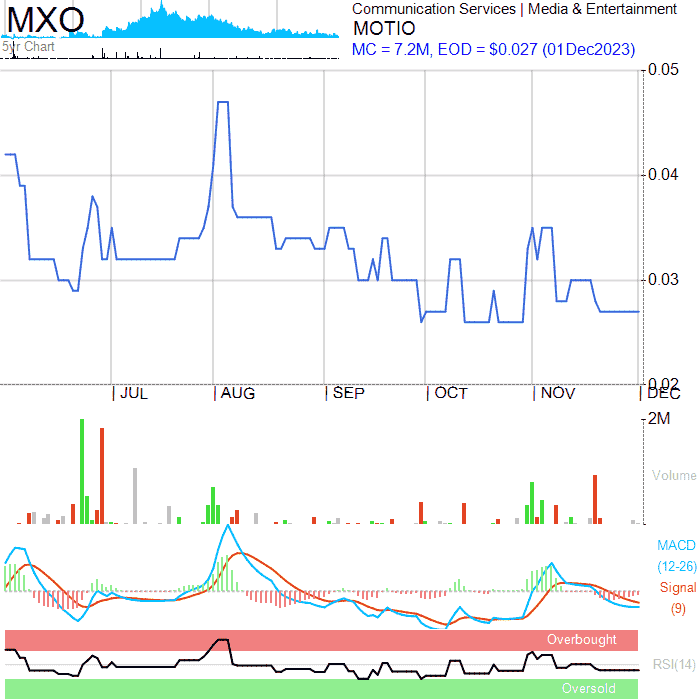 MXO
Communication Services | Media & Entertainment
MOTIO
5yr Chart
MC = 7.2M, EOD = $0.027 (01Dec2023)
0.05
0.04
0.03
0.02
| JUL | AUG | SEP | OCT | NOV | DEC
2M
Volume
MACD
(12-26)
Signal
(9)
Overbought
RSI(14)
Oversold